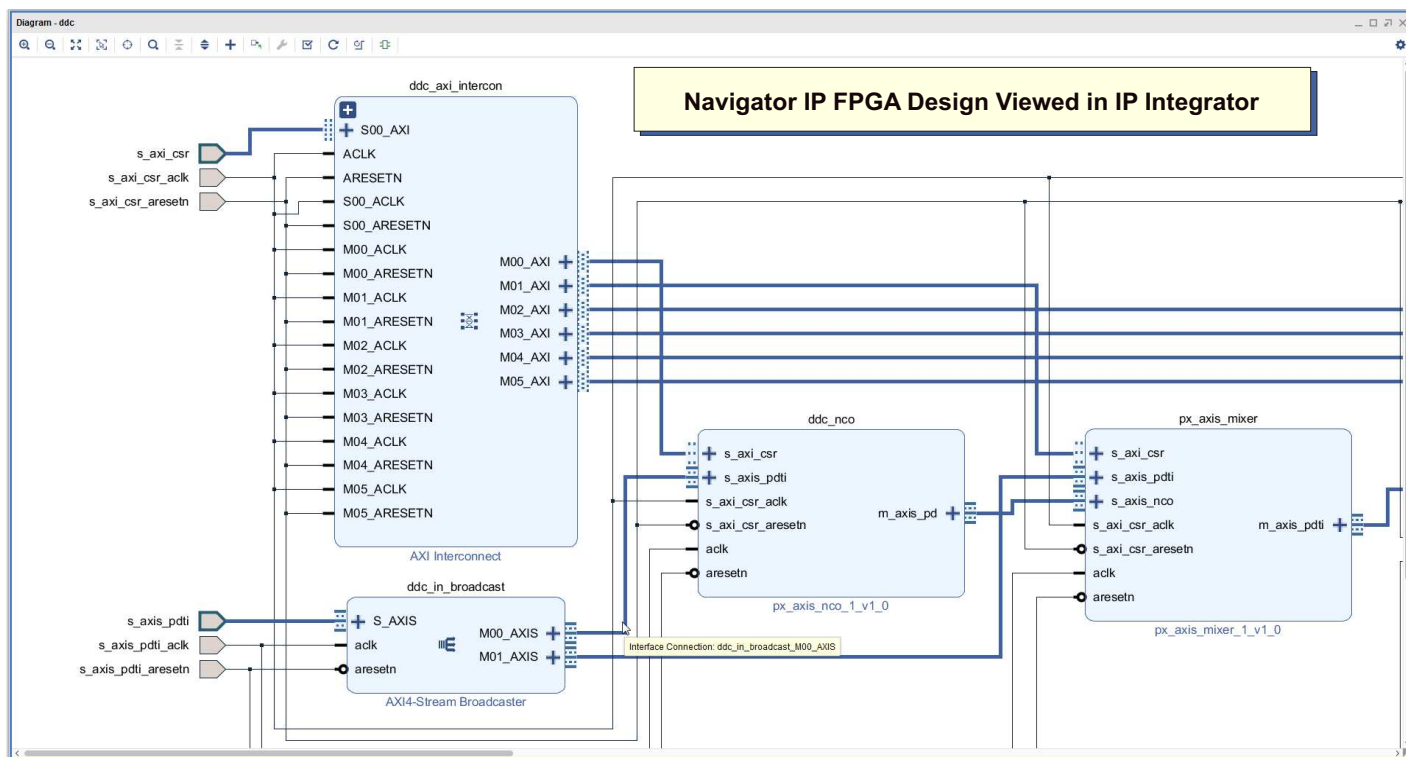 Diagram - ddc
Navigator IP FPGA Design Viewed in IP Integrator
ddc_axi_intercon
S00_AXI
ACLK
ARESETN
S00_ACLK
S00_ARESETN
M00_ACLK
M00_ARESETN
M01_ACLK
M01_ARESETN
M02_ACLK
M02_ARESETN
M03_ACLK
M03_ARESETN
M04_ACLK
M04_ARESETN
M05_ACLK
M05_ARESETN
M00_AXI
M01_AXI
M02_AXI
M03_AXI
M04_AXI
M05_AXI
AXI Interconnect
s_axi_csr
s_axi_csr_aclk
s_axi_csr_aresetn
ddc_nco
s_axi_csr
s_axis_pdti
s_axi_csr_aclk
s_axi_csr_aresetn
aclk
aresetn
m_axis_pd
px_axis_nco_1_v1_0
px_axis_mixer
s_axi_csr
s_axis_pdti
s_axis_nco
s_axi_csr_aclk
s_axi_csr_aresetn
aclk
aresetn
m_axis_pdti
px_axis_mixer_1_v1_0
s_axis_pdti
s_axis_pdti_aclk
s_axis_pdti_aresetn
ddc_in_broadcast
S_AXIS
aclk
aresetn
M00_AXIS
M01_AXIS
AXI4-Stream Broadcaster
Interface Connection: ddc_in_broadcast_M00_AXIS